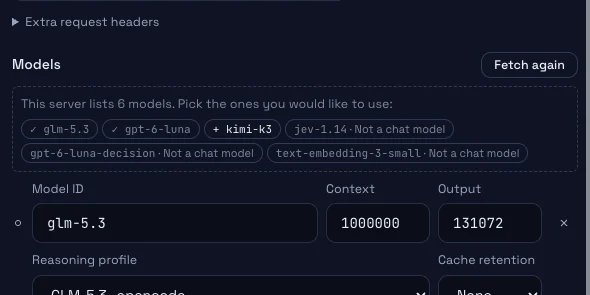 ▶ Extra request headers
Models
Fetch again
This server lists 6 models. Pick the ones you would like to use:
✓ glm-5.3 ✓ gpt-6-luna + kimi-k3 jev-1.14 · Not a chat model
gpt-6-luna-decision · Not a chat model text-embedding-3-small · Not a chat model
Model ID Context Output
glm-5.3 1000000 131072 ×
Reasoning profile Cache retention